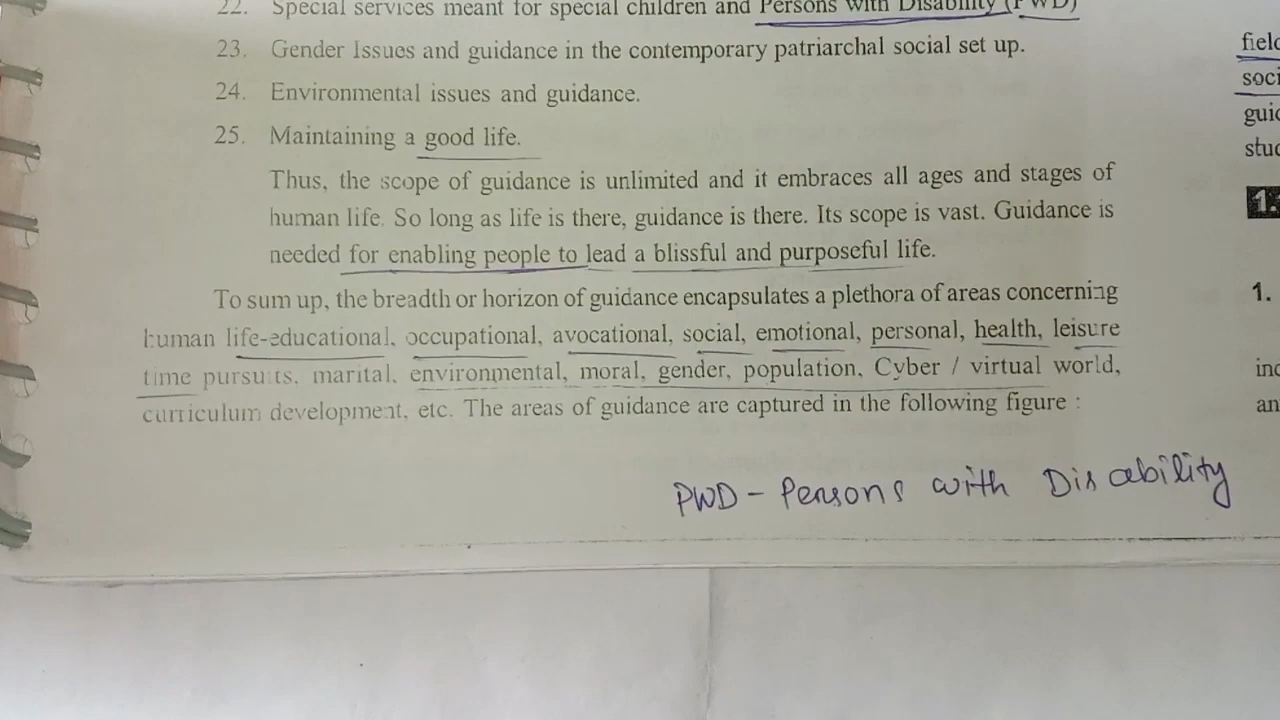 22. Special services meant for special children and Persons with Disability (PWD)
23. Gender Issues and guidance in the contemporary patriarchal social set up.
24. Environmental issues and guidance.
25. Maintaining a good life.
Thus, the scope of guidance is unlimited and it embraces all ages and stages of
human life. So long as life is there, guidance is there. Its scope is vast. Guidance is
needed for enabling people to lead a blissful and purposeful life.
To sum up, the breadth or horizon of guidance encapsulates a plethora of areas concerning
human life-educational, occupational, avocational, social, emotional, personal, health, leisure
time pursuits, marital, environmental, moral, gender, population, Cyber / virtual world,
curriculum development, etc. The areas of guidance are captured in the following figure :
PWD - Persons with Disability
1.
1.